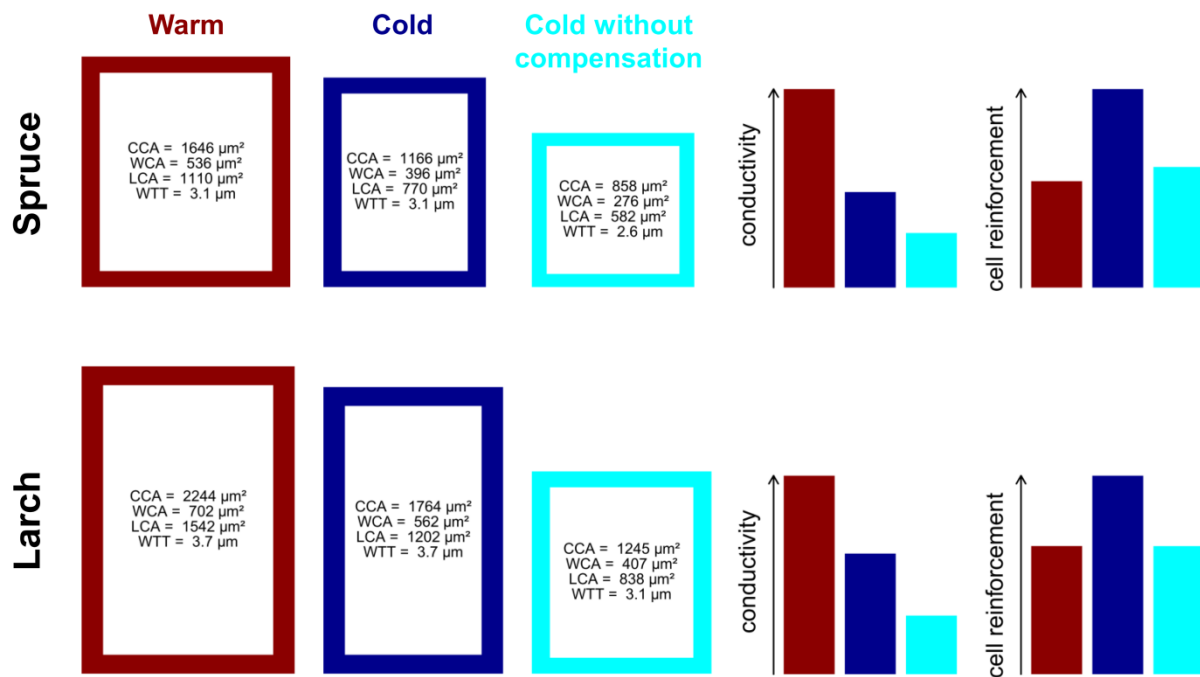 Warm
Cold
Cold without
compensation
Spruce
CCA = 1646 µm²
WCA = 536 µm²
LCA = 1110 µm²
WTT = 3.1 µm
CCA = 1166 µm²
WCA = 396 µm²
LCA = 770 µm²
WTT = 3.1 µm
CCA = 858 µm²
WCA = 276 µm²
LCA = 582 µm²
WTT = 2.6 µm
conductivity
cell reinforcement
Larch
CCA = 2244 µm²
WCA = 702 µm²
LCA = 1542 µm²
WTT = 3.7 µm
CCA = 1764 µm²
WCA = 562 µm²
LCA = 1202 µm²
WTT = 3.7 µm
CCA = 1245 µm²
WCA = 407 µm²
LCA = 838 µm²
WTT = 3.1 µm
conductivity
cell reinforcement